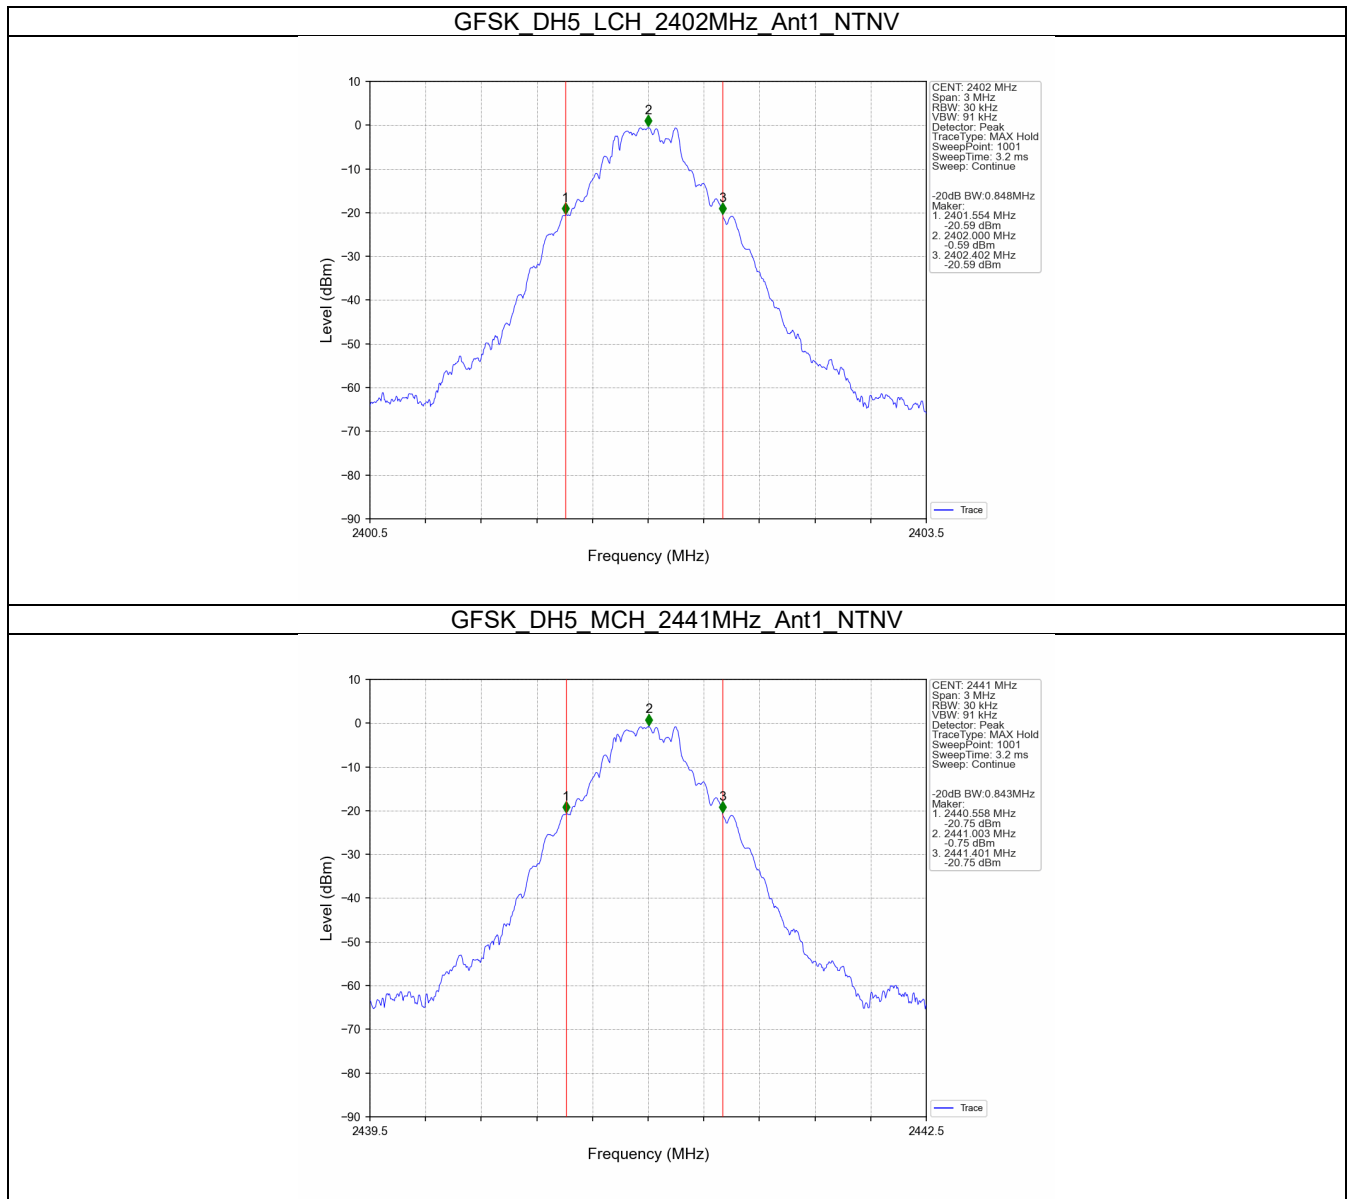 GFSK_DH5_LCH_2402MHz_Ant1_NTNV
10
0
−10
−20
−30
−40
−50
−60
−70
−80
−90
Level (dBm)
1
2
3
2400.5
2403.5
Frequency (MHz)
CENT: 2402 MHz
Span: 3 MHz
RBW: 30 kHz
VBW: 91 kHz
Detector: Peak
TraceType: MAX Hold
SweepPoint: 1001
SweepTime: 3.2 ms
Sweep: Continue
-20dB BW:0.848MHz
Maker:
1. 2401.554 MHz
-20.59 dBm
2. 2402.000 MHz
-0.59 dBm
3. 2402.402 MHz
-20.59 dBm
Trace
GFSK_DH5_MCH_2441MHz_Ant1_NTNV
10
0
−10
−20
−30
−40
−50
−60
−70
−80
−90
Level (dBm)
1
2
3
2439.5
2442.5
Frequency (MHz)
CENT: 2441 MHz
Span: 3 MHz
RBW: 30 kHz
VBW: 91 kHz
Detector: Peak
TraceType: MAX Hold
SweepPoint: 1001
SweepTime: 3.2 ms
Sweep: Continue
-20dB BW:0.843MHz
Maker:
1. 2440.558 MHz
-20.75 dBm
2. 2441.003 MHz
-0.75 dBm
3. 2441.401 MHz
-20.75 dBm
Trace